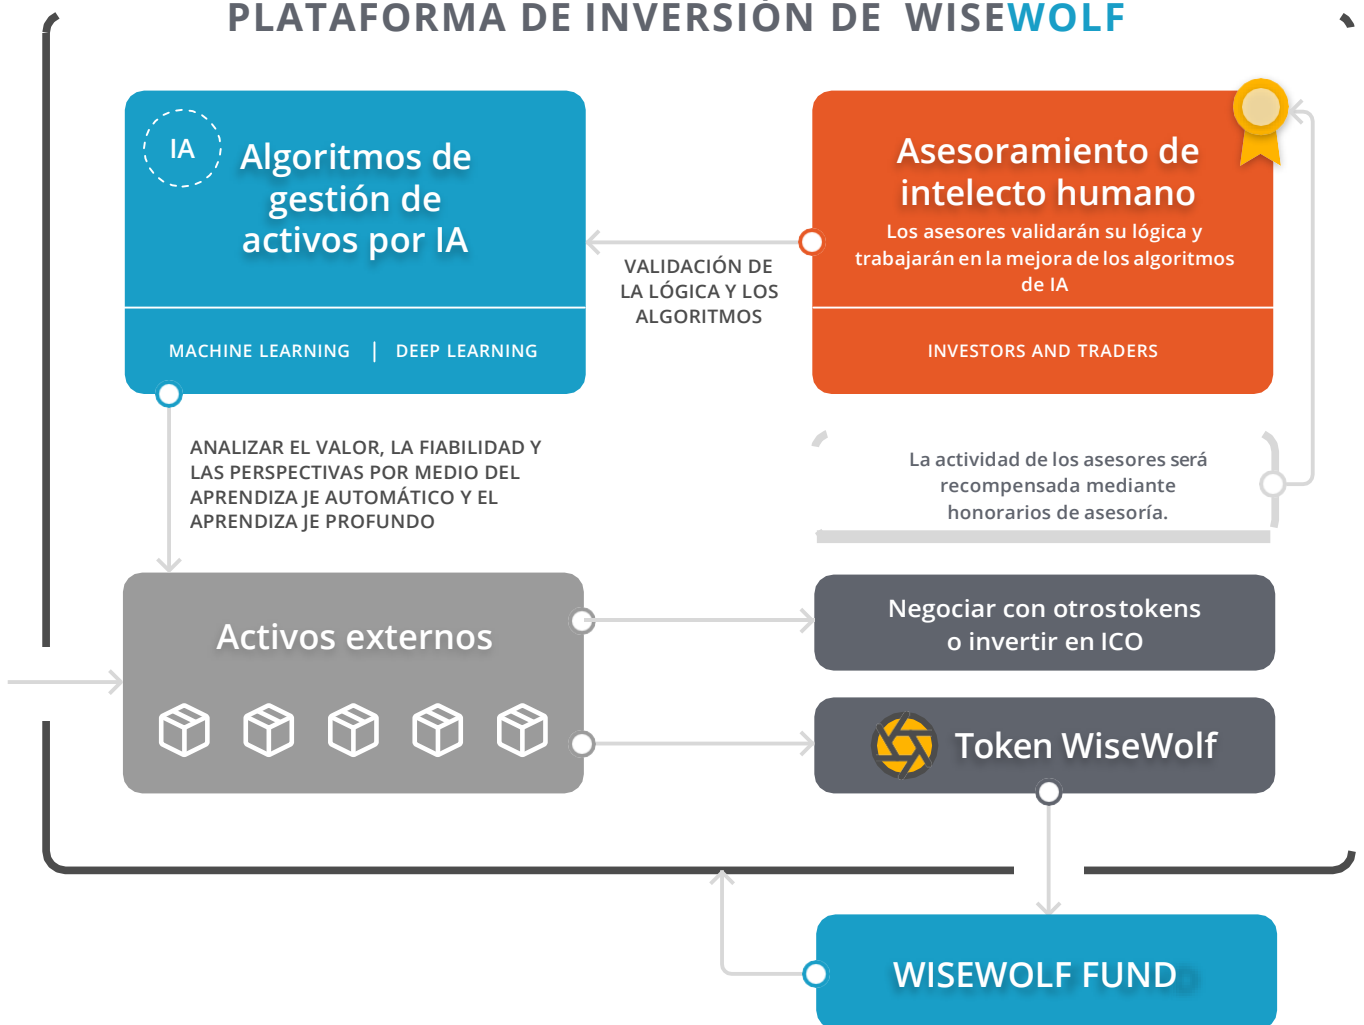 PLATAFORMA DE INVERSIÓN DE WISEWOLF
IA
Algoritmos de
gestión de
activos por IA
MACHINE LEARNING | DEEP LEARNING
VALIDACIÓN DE
LA LÓGICA Y LOS
ALGORITMOS
Asesoramiento de
intelecto humano
Los asesores validarán su lógica y
trabajarán en la mejora de los algoritmos
de IA
INVESTORS AND TRADERS
ANALIZAR EL VALOR, LA FIABILIDAD Y
LAS PERSPECTIVAS POR MEDIO DEL
APRENDIZA JE AUTOMÁTICO Y EL
APRENDIZA JE PROFUNDO
La actividad de los asesores será
recompensada mediante
honorarios de asesoría.
Activos externos
Negociar con otrostokens
o invertir en ICO
Token WiseWolf
WISEWOLF FUND